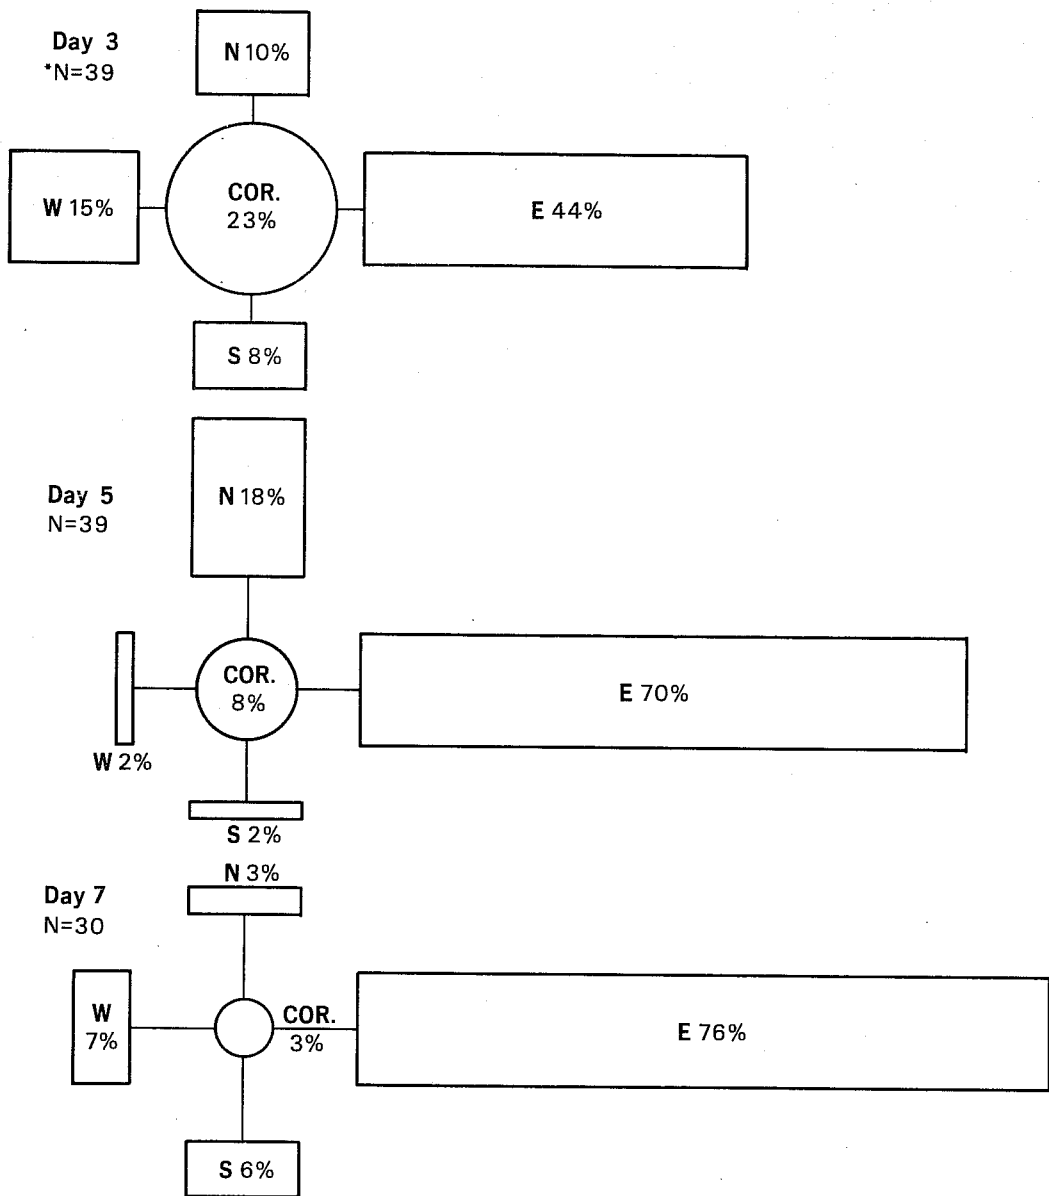 Day 3
*N=39
N 10%
W 15%
COR.
23%
E 44%
S 8%
Day 5
N=39
N 18%
COR.
8%
E 70%
W 2%
S 2%
N 3%
Day 7
N=30
W
7%
COR.
3%
E 76%
S 6%